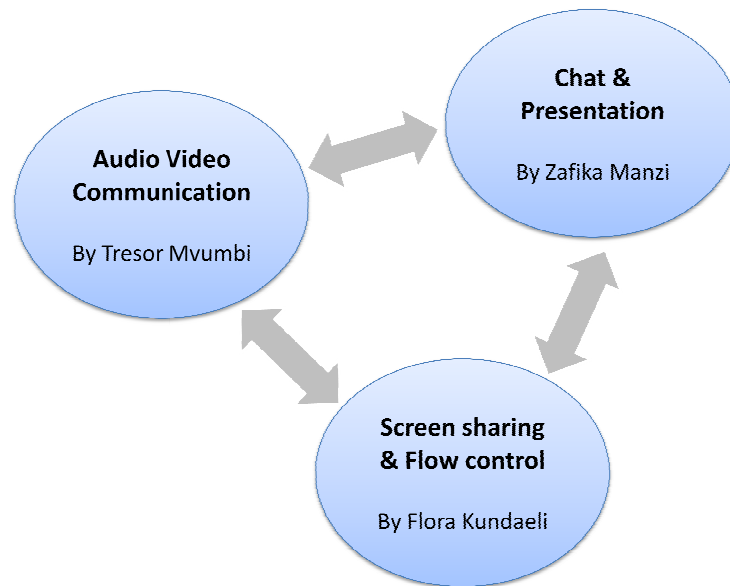 Chat &
Presentation
By Zafika Manzi
Audio Video
Communication
By Tresor Mvumbi
Screen sharing
& Flow control
By Flora Kundaeli